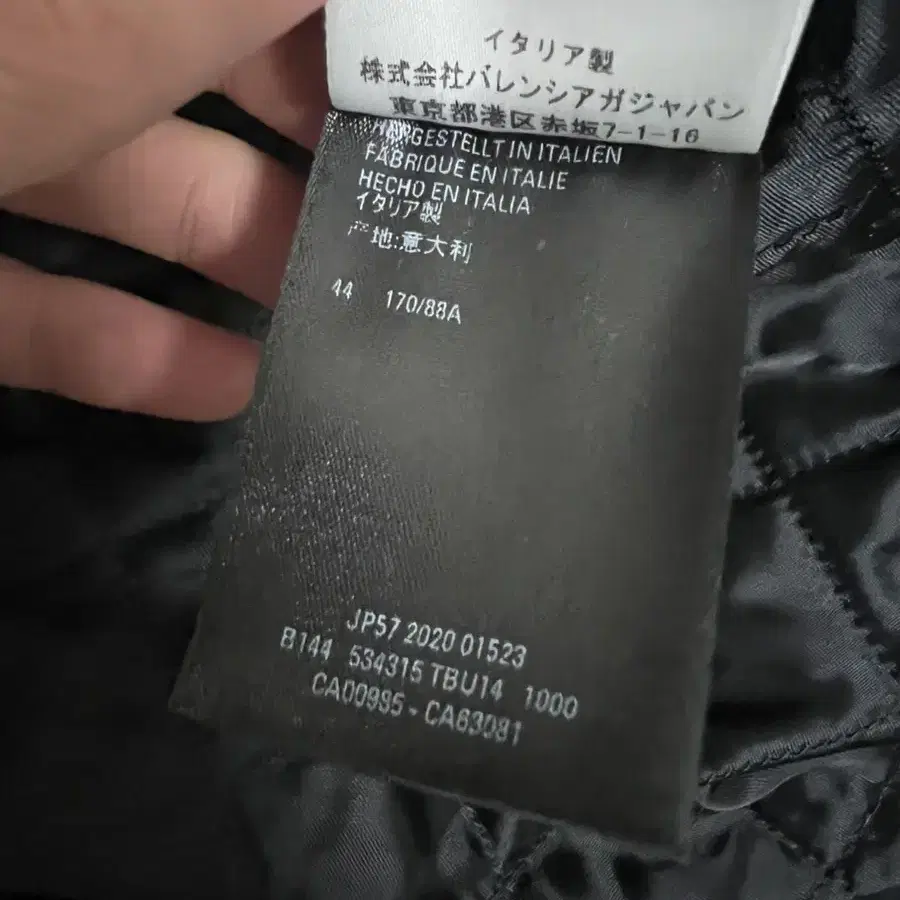 イタリア製
株式会社バレンシアガジャパン
東京都港区赤坂7-1-16
HERGESTELLT IN ITALIEN
FABRIQUE EN ITALIE
HECHO EN ITALIA
イタリア製
产地:意大利
44 170/88A
JP57 2020 01523
B144 534315 TBU14 1000
CA00995 - CA63081